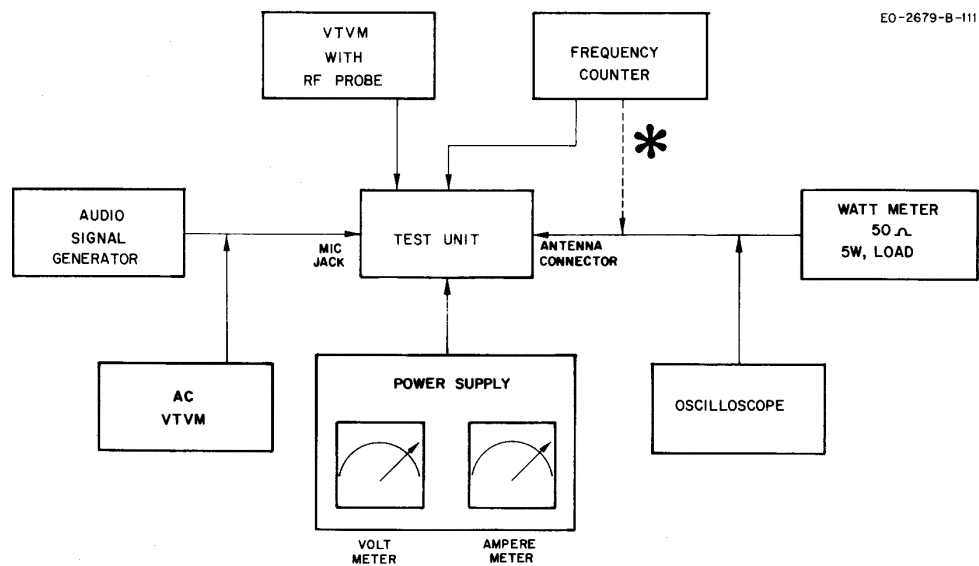 EO-2679-B-111
VTVM
WITH
RF PROBE
FREQUENCY
COUNTER
*
AUDIO
SIGNAL
GENERATOR
MIC
JACK
TEST UNIT
ANTENNA
CONNECTOR
WATT METER
50 Ω
5W, LOAD
AC
VTVM
POWER SUPPLY
OSCILLOSCOPE
VOLT
METER
AMPERE
METER